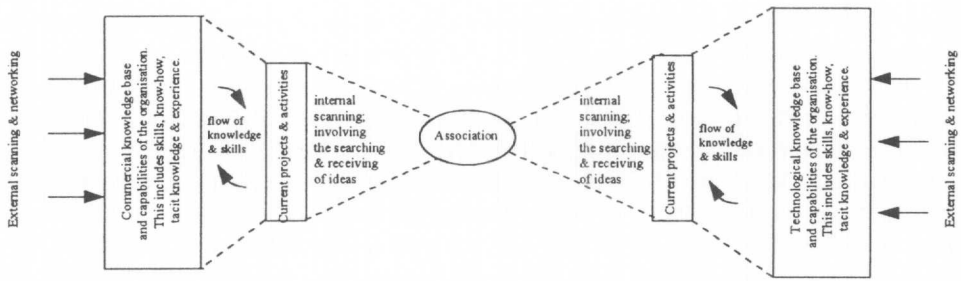 External scanning & networking
Commercial knowledge base
and capabilities of the organisation.
This includes skills, know-how,
tacit knowledge & experience.
flow of
knowledge
& skills
Current projects & activities
internal
scanning;
involving
the searching
& receiving
of ideas
Association
internal
scanning;
involving
the searching
& receiving
of ideas
Current projects & activities
flow of
knowledge
& skills
Technological knowledge base
and capabilities of the organisation.
This includes skills, know-how,
tacit knowledge & experience.
External scanning & networking